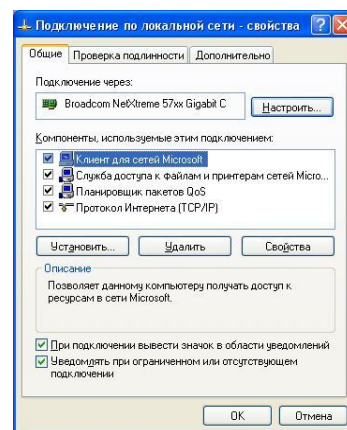 Подключение по локальной сети - свойства
Общие Проверка подлинности Дополнительно
Подключение через:
Broadcom NetXtreme 57xx Gigabit C Настроить...
Компоненты, используемые этим подключением:
Клиент для сетей Microsoft
Служба доступа к файлам и принтерам сетей Micro...
Планировщик пакетов QoS
Протокол Интернета (TCP/IP)
Установить... Удалить Свойства
Описание
Позволяет данному компьютеру получать доступ к
ресурсам в сети Microsoft.
При подключении вывести значок в области уведомлений
Уведомлять при ограниченном или отсутствующем
подключении
OK Отмена